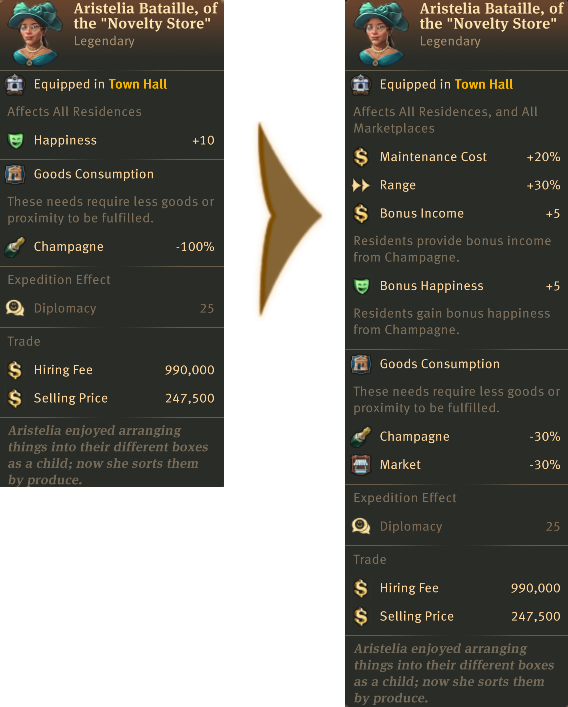 Aristelia Bataille, of
the "Novelty Store"
Legendary
Equipped in Town Hall
Affects All Residences
Happiness +10
Goods Consumption
These needs require less goods or
proximity to be fulfilled.
Champagne -100%
Expedition Effect
Diplomacy 25
Trade
Hiring Fee 990,000
Selling Price 247,500
Aristelia enjoyed arranging
things into their different boxes
as a child; now she sorts them
by produce.
Aristelia Bataille, of
the "Novelty Store"
Legendary
Equipped in Town Hall
Affects All Residences, and All
Marketplaces
Maintenance Cost +20%
Range +30%
Bonus Income +5
Residents provide bonus income
from Champagne.
Bonus Happiness +5
Residents gain bonus happiness
from Champagne.
Goods Consumption
These needs require less goods or
proximity to be fulfilled.
Champagne -30%
Market -30%
Expedition Effect
Diplomacy 25
Trade
Hiring Fee 990,000
Selling Price 247,500
Aristelia enjoyed arranging
things into their different boxes
as a child; now she sorts them
by produce.